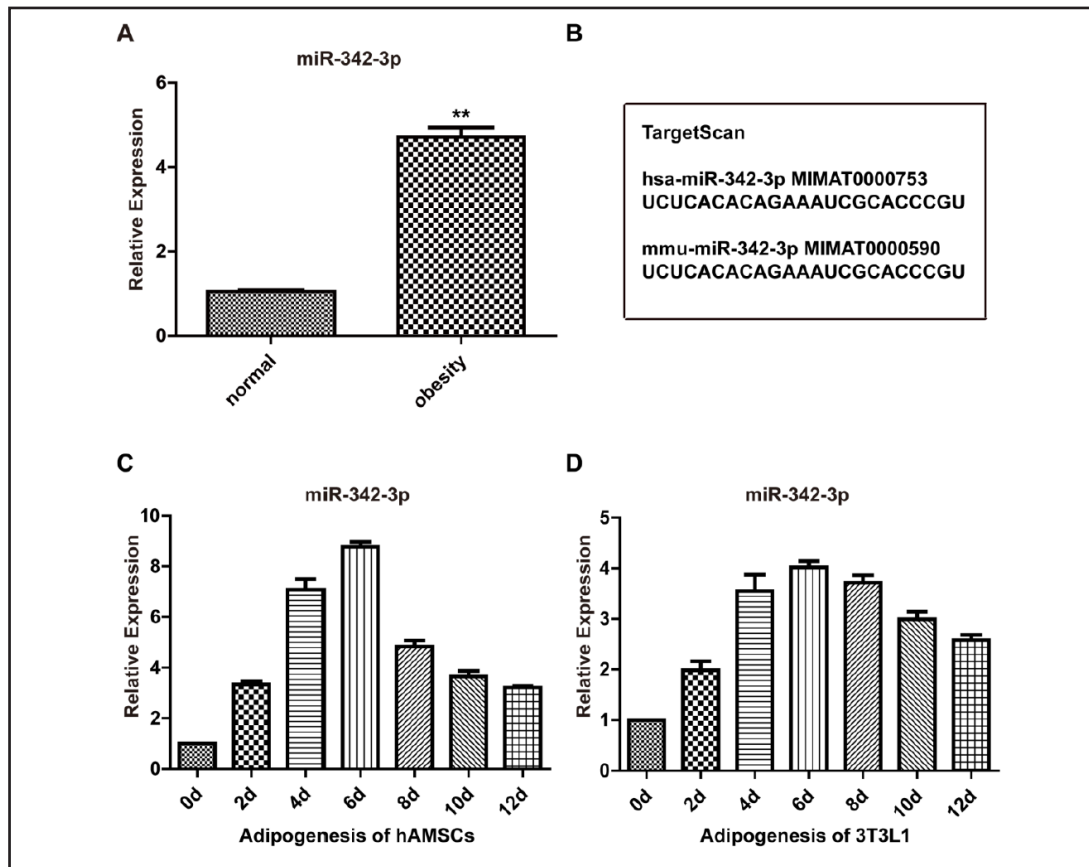 A
miR-342-3p
Relative Expression
6
4
2
0
**
normal
obesity
B
TargetScan
hsa-miR-342-3p MIMAT0000753
UCUCACACAGAAAUCGCACCCGU
mmu-miR-342-3p MIMAT0000590
UCUCACACAGAAAUCGCACCCGU
C
miR-342-3p
Relative Expression
10
8
6
4
2
0
0d
2d
4d
6d
8d
10d
12d
Adipogenesis of hAMSCs
D
miR-342-3p
Relative Expression
5
4
3
2
1
0
0d
2d
4d
6d
8d
10d
12d
Adipogenesis of 3T3L1